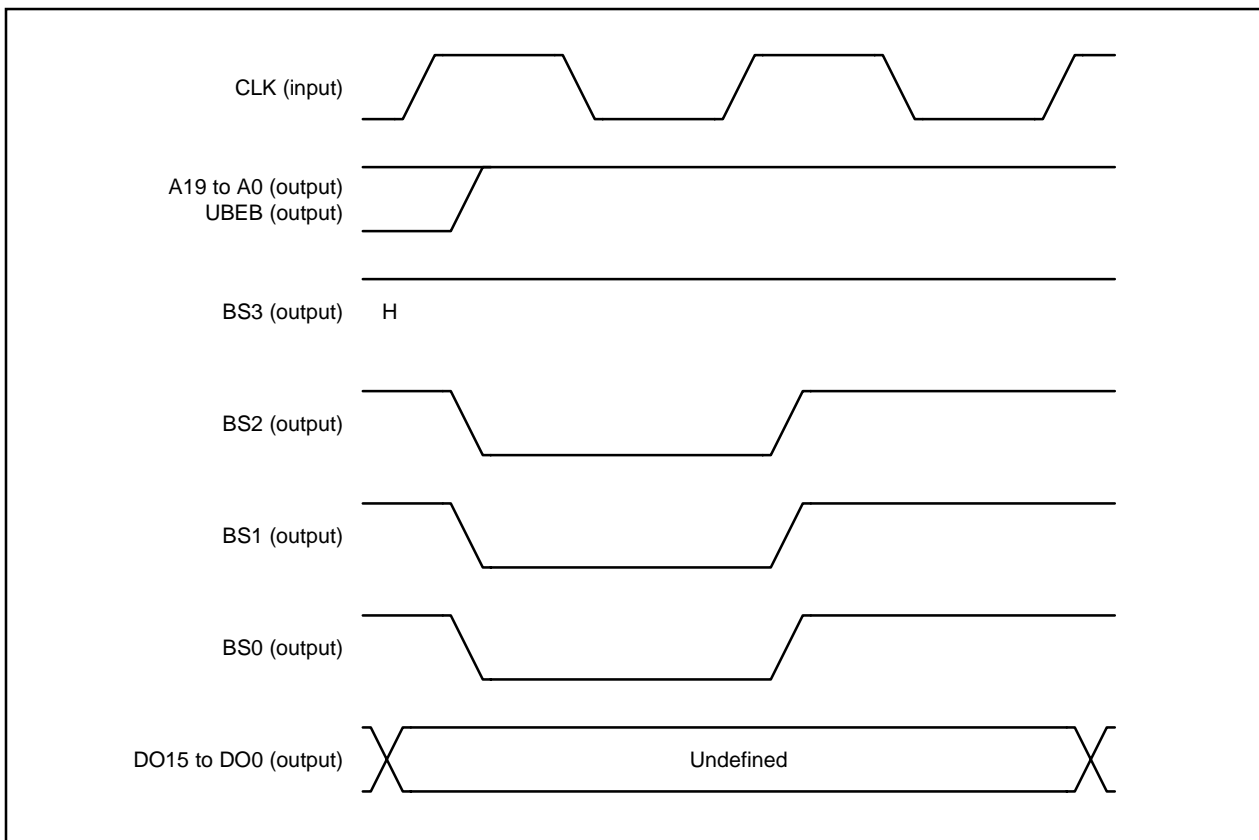 CLK (input)
A19 to A0 (output)
UBEB (output)
BS3 (output) H
BS2 (output)
BS1 (output)
BS0 (output)
DO15 to DO0 (output) Undefined